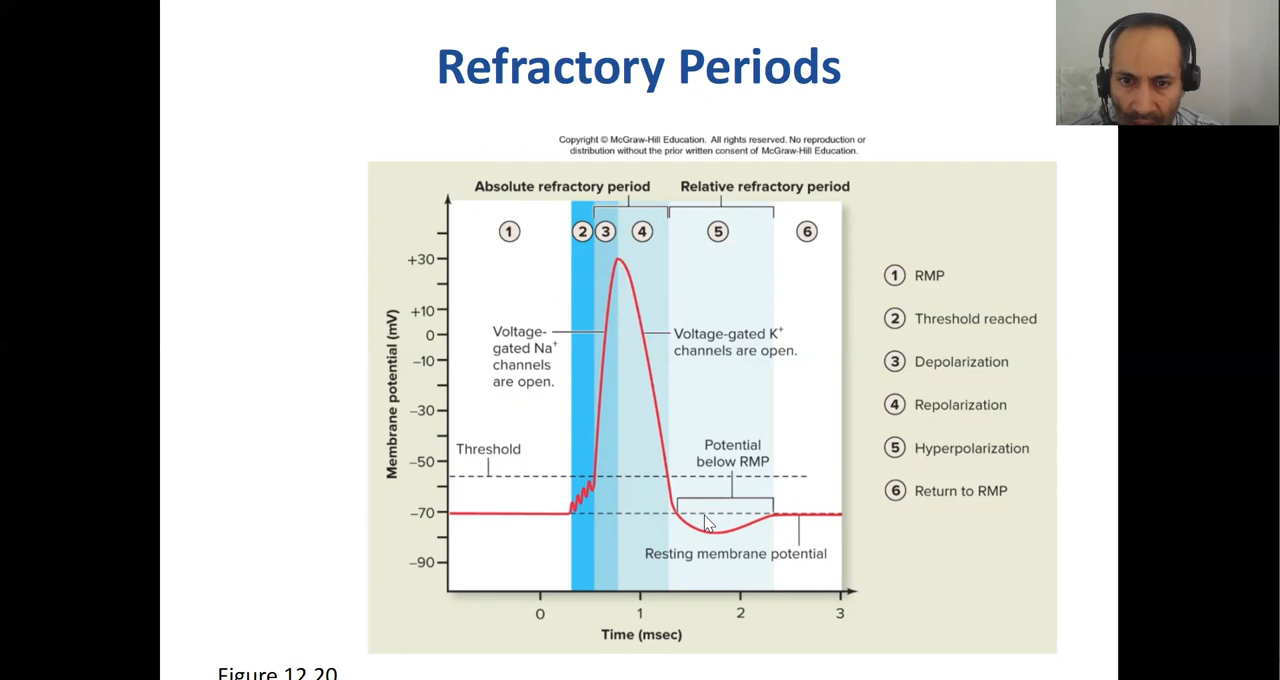 Refractory Periods
Copyright © McGraw-Hill Education. All rights reserved. No reproduction or
distribution without the prior written consent of McGraw-Hill Education.
Absolute refractory period
Relative refractory period
1
2
3
4
5
6
+30
+10
0
–10
–30
–50
–70
–90
Membrane potential (mV)
Voltage-
gated Na+
channels
are open.
Voltage-gated K+
channels are open.
Threshold
Potential
below RMP
Resting membrane potential
0
1
2
3
Time (msec)
1 RMP
2 Threshold reached
3 Depolarization
4 Repolarization
5 Hyperpolarization
6 Return to RMP
Figure 12.20